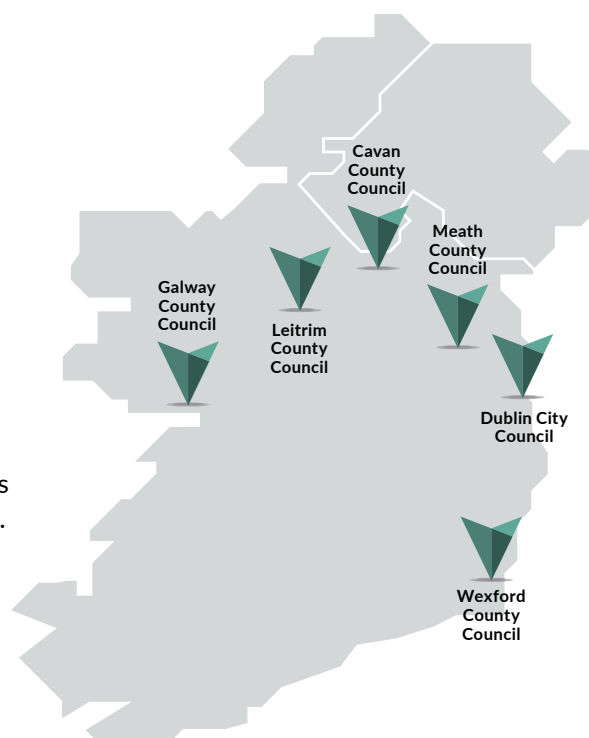 Cavan
County
Council
Meath
County
Council
Galway
County
Council
Leitrim
County
Council
Dublin City
Council
s
.
Wexford
County
Council